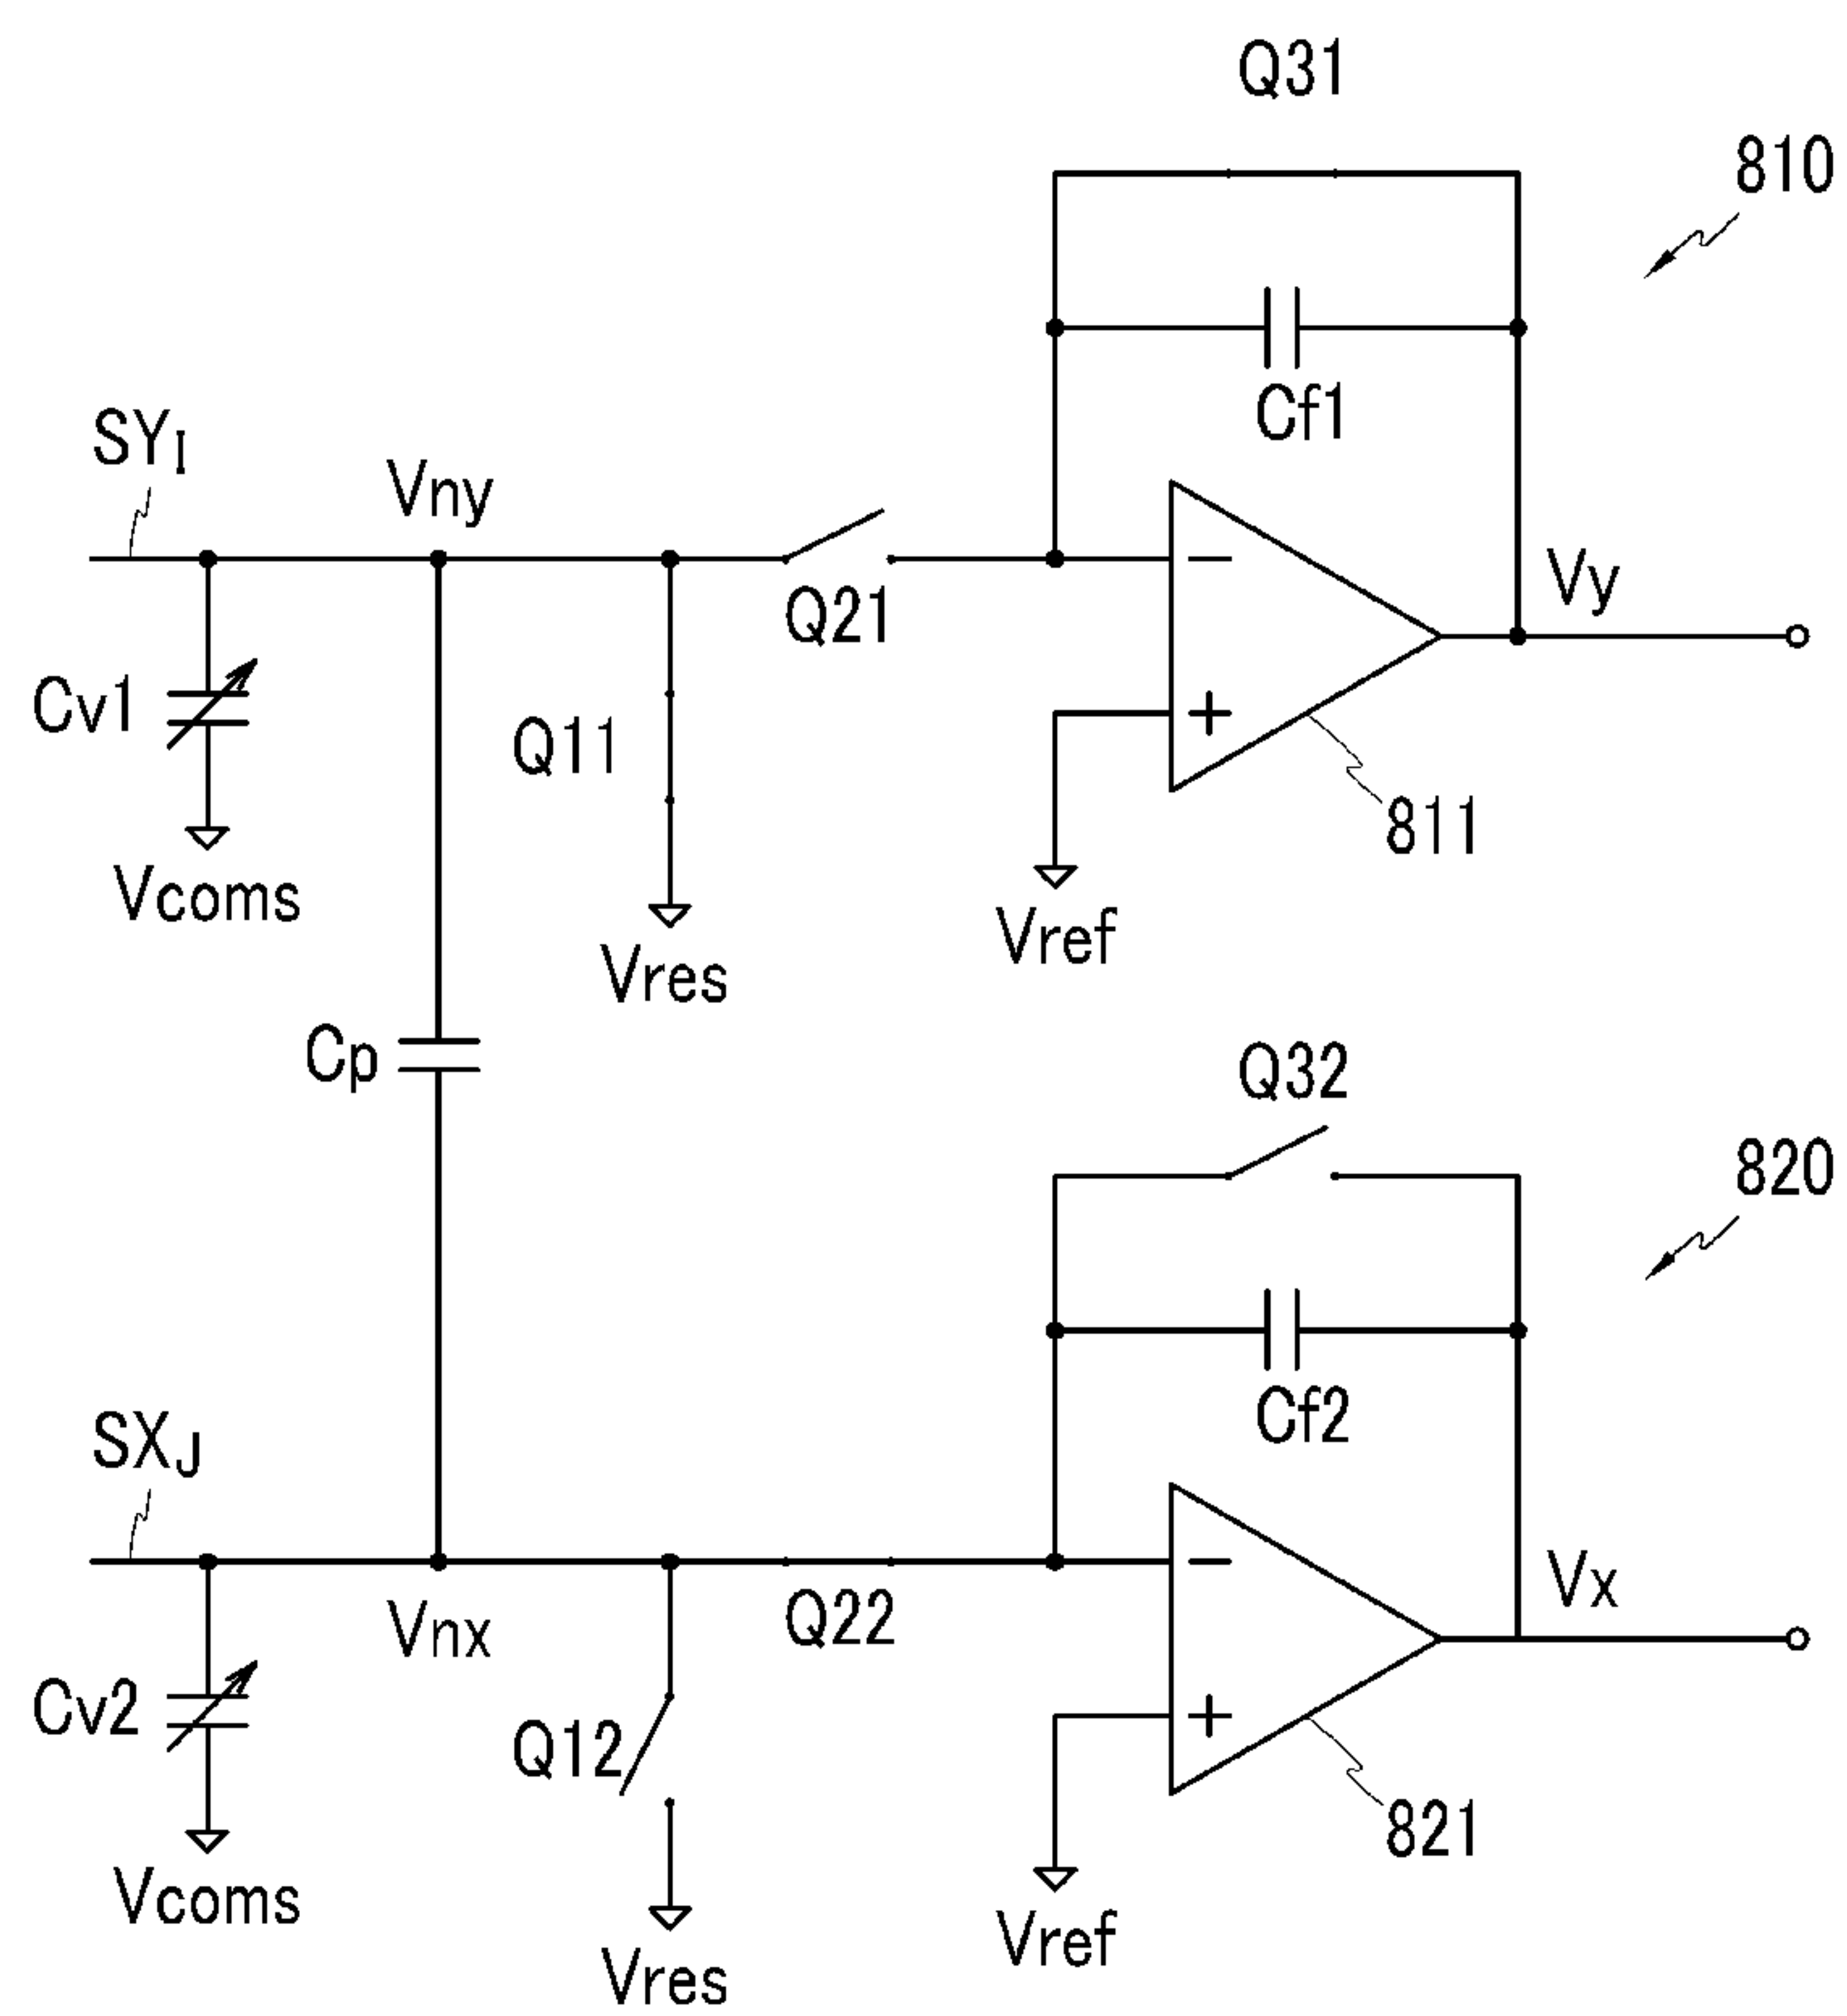 Q31
810
Cf1
SYI
Vny
Q21
Vy
Cv1
Q11
811
Vcoms
Vres
Vref
Cp
Q32
820
Cf2
SXJ
Vnx
Q22
Vx
Cv2
Q12
821
Vcoms
Vres
Vref